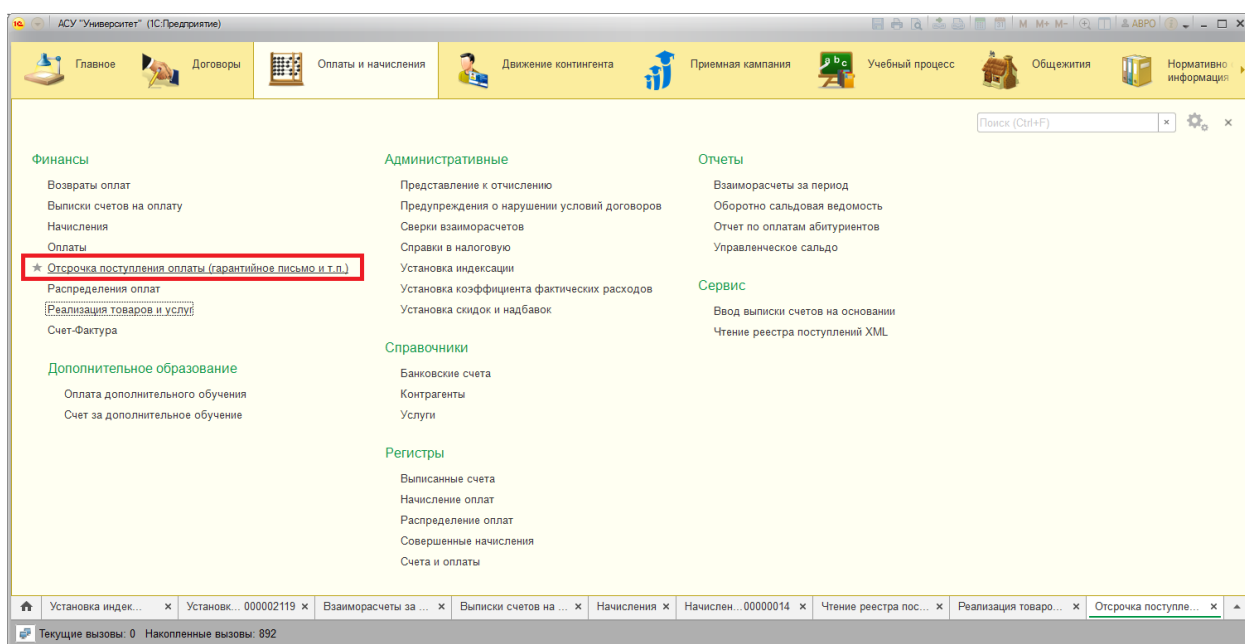 АСУ "Университет" (1С:Предприятие)
M M+ M-
АВРО
Главное
Договоры
Оплаты и начисления
Движение контингента
Приемная кампания
Учебный процесс
Общежития
Нормативно
информация
Поиск (Ctrl+F)
Финансы
Возвраты оплат
Выписки счетов на оплату
Начисления
Оплаты
Отсрочка поступления оплаты (гарантийное письмо и т.п.)
Распределения оплат
Реализация товаров и услуг
Счет-Фактура
Дополнительное образование
Оплата дополнительного обучения
Счет за дополнительное обучение
Административные
Представление к отчислению
Предупреждения о нарушении условий договоров
Сверки взаиморасчетов
Справки в налоговую
Установка индексации
Установка коэффициента фактических расходов
Установка скидок и надбавок
Справочники
Банковские счета
Контрагенты
Услуги
Регистры
Выписанные счета
Начисление оплат
Распределение оплат
Совершенные начисления
Счета и оплаты
Отчеты
Взаиморасчеты за период
Оборотно сальдовая ведомость
Отчет по оплатам абитуриентов
Управленческое сальдо
Сервис
Ввод выписки счетов на основании
Чтение реестра поступлений XML
Установка индек...
Установк... 000002119
Взаиморасчеты за ...
Выписки счетов на ...
Начисления
Начислен...00000014
Чтение реестра пос...
Реализация товаро...
Отсрочка поступле...
Текущие вызовы: 0 Накопленные вызовы: 892